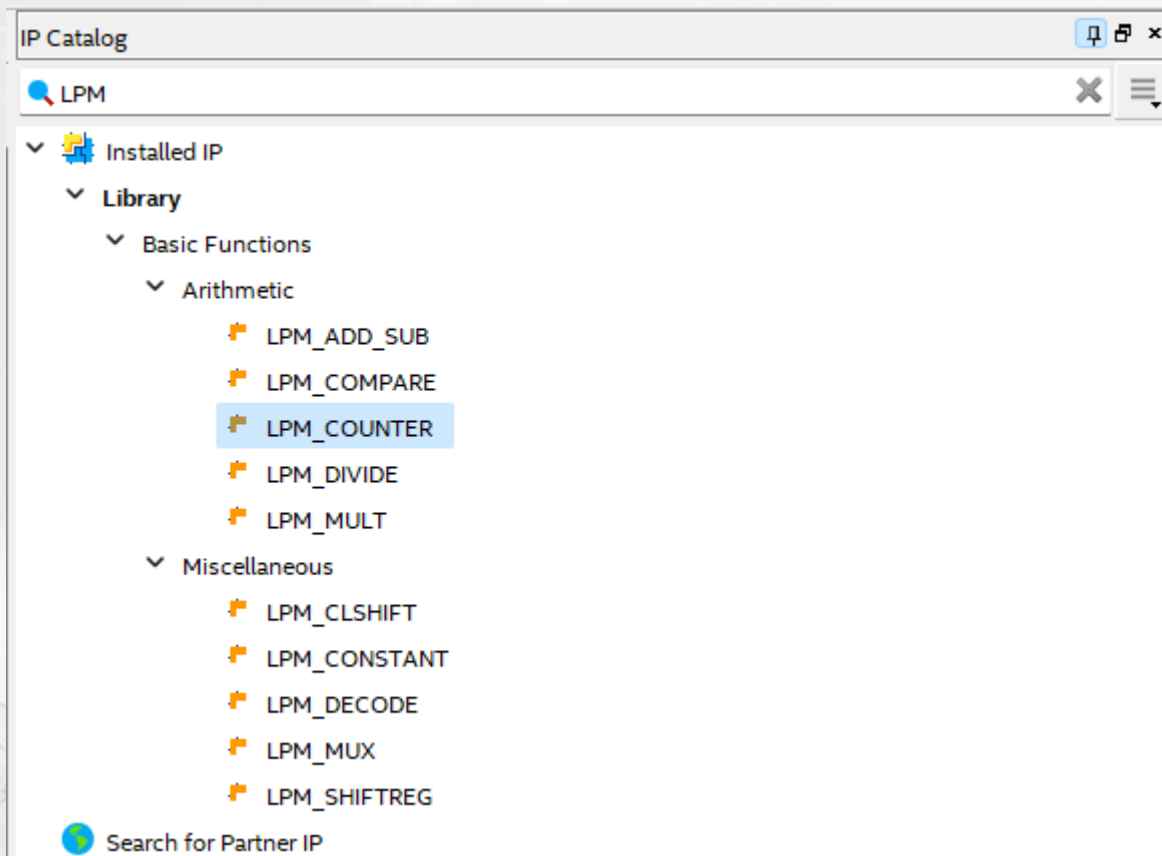 IP Catalog
LPM
Installed IP
Library
Basic Functions
Arithmetic
LPM_ADD_SUB
LPM_COMPARE
LPM_COUNTER
LPM_DIVIDE
LPM_MULT
Miscellaneous
LPM_CLSHIFT
LPM_CONSTANT
LPM_DECODE
LPM_MUX
LPM_SHIFTREG
Search for Partner IP